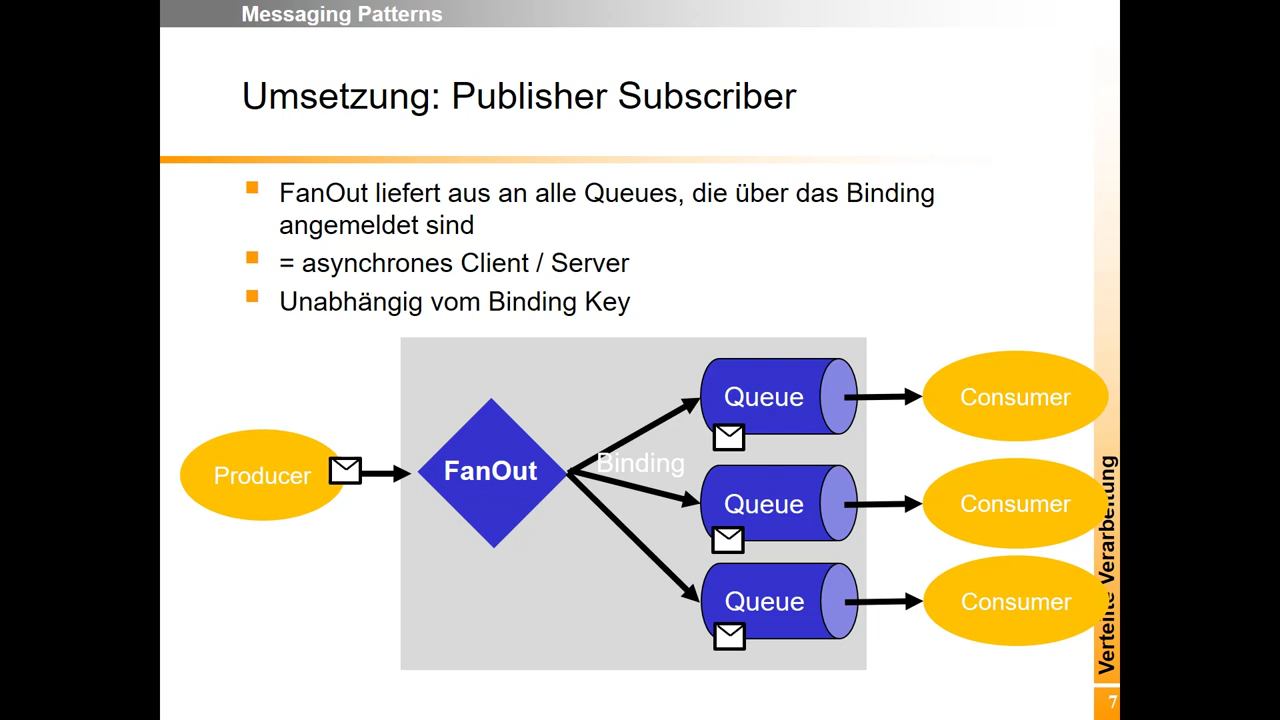 Messaging Patterns
Umsetzung: Publisher Subscriber
FanOut liefert aus an alle Queues, die über das Binding
angemeldet sind
= asynchrones Client / Server
Unabhängig vom Binding Key
Producer
FanOut
Binding
Queue
Consumer
Queue
Consumer
Queue
Consumer
Verteilte Verarbeitung
7